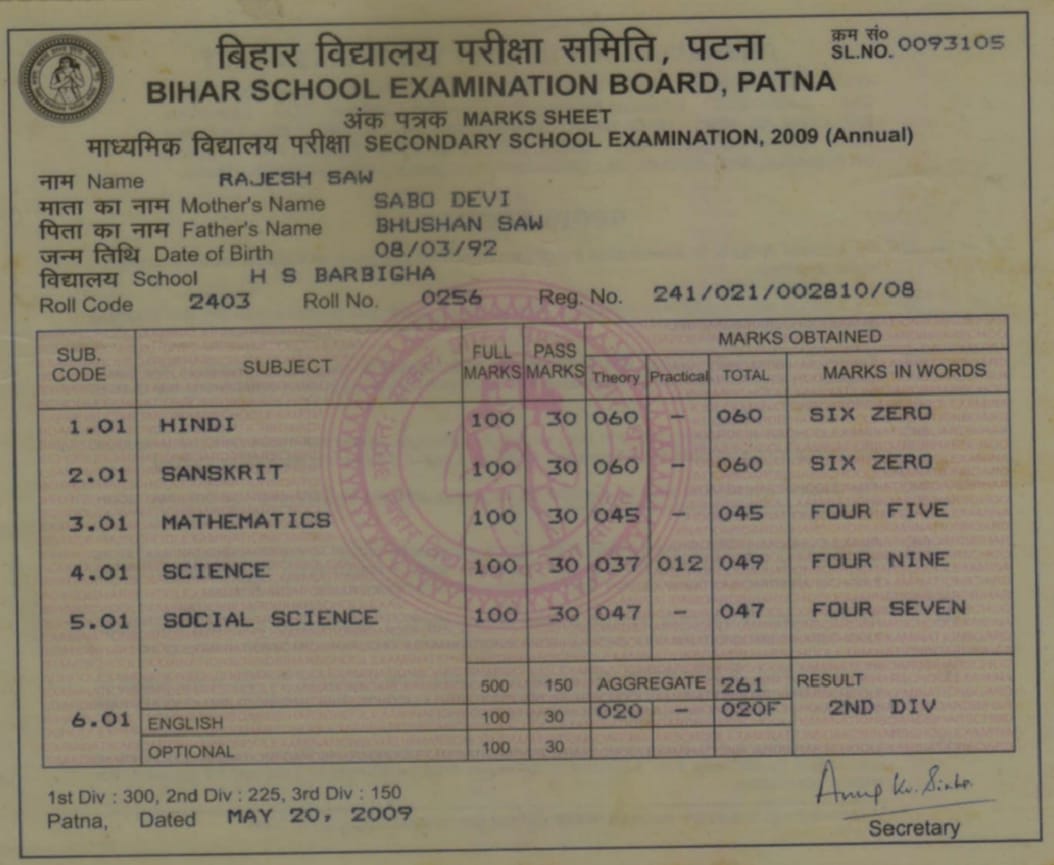 बिहार विद्यालय परीक्षा समिति, पटना
क्रम सं०
SL.NO. 0093105
BIHAR SCHOOL EXAMINATION BOARD, PATNA
अंक पत्रक MARKS SHEET
माध्यमिक विद्यालय परीक्षा SECONDARY SCHOOL EXAMINATION, 2009 (Annual)
नाम Name RAJESH SAW
माता का नाम Mother's Name SABO DEVI
पिता का नाम Father's Name BHUSHAN SAW
जन्म तिथि Date of Birth 08/03/92
विद्यालय School H S BARBIGHA
Roll Code 2403 Roll No. 0256 Reg. No. 241/021/002810/08
SUB. CODE SUBJECT FULL MARKS PASS MARKS MARKS OBTAINED
Theory Practical TOTAL MARKS IN WORDS
1.01 HINDI 100 30 060 - 060 SIX ZERO
2.01 SANSKRIT 100 30 060 - 060 SIX ZERO
3.01 MATHEMATICS 100 30 045 - 045 FOUR FIVE
4.01 SCIENCE 100 30 037 012 049 FOUR NINE
5.01 SOCIAL SCIENCE 100 30 047 - 047 FOUR SEVEN
500 150 AGGREGATE 261 RESULT
6.01 ENGLISH 100 30 020 - 020F 2ND DIV
OPTIONAL 100 30
1st Div : 300, 2nd Div : 225, 3rd Div : 150
Patna, Dated MAY 20, 2009
Secretary